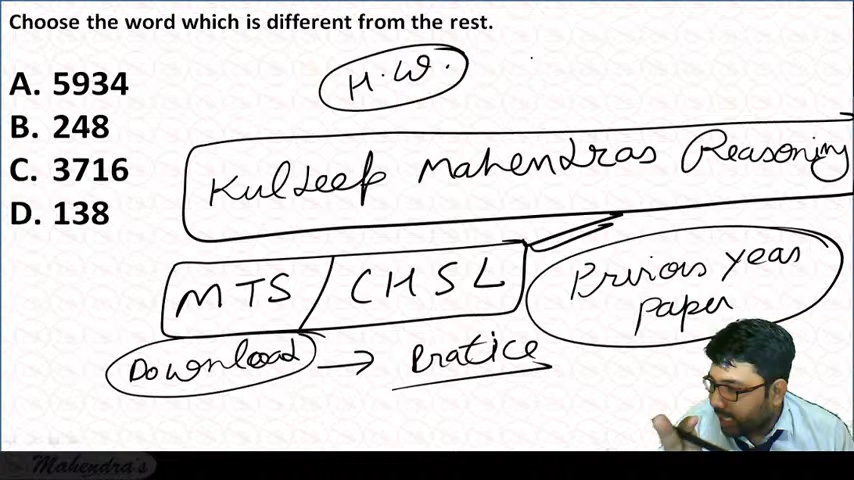 Choose the word which is different from the rest.
H.W.
A. 5934
B. 248
C. 3716
D. 138
Kuldeep Mahendras Reasoning
MTS / CHSL
Previous year
paper
Download → Pratice
Mahendra's